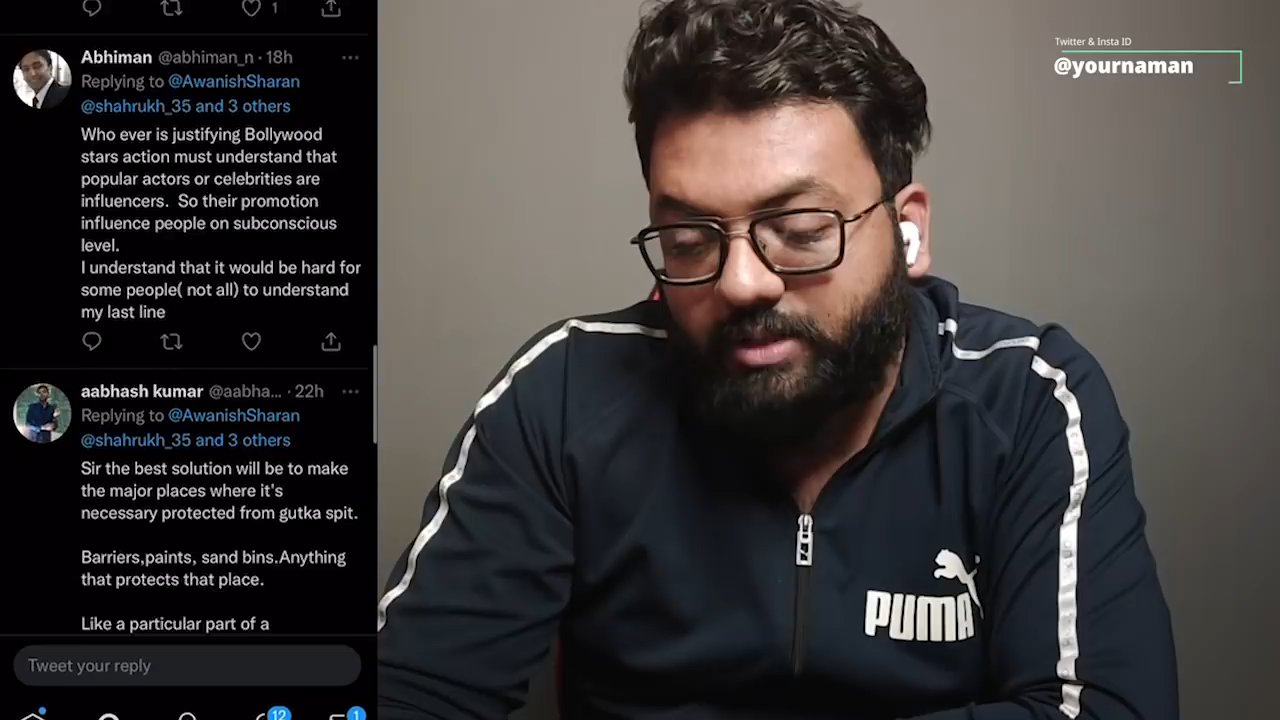 1
Abhiman @abhiman_n · 18h
Replying to @AwanishSharan
@shahrukh_35 and 3 others
Who ever is justifying Bollywood
stars action must understand that
popular actors or celebrities are
influencers.  So their promotion
influence people on subconscious
level.
I understand that it would be hard for
some people( not all) to understand
my last line
aabhash kumar @aabha... · 22h
Replying to @AwanishSharan
@shahrukh_35 and 3 others
Sir the best solution will be to make
the major places where it's
necessary protected from gutka spit.
Barriers,paints, sand bins.Anything
that protects that place.
Like a particular part of a
Tweet your reply
12
1
Twitter & Insta ID
@yournaman
PUMA